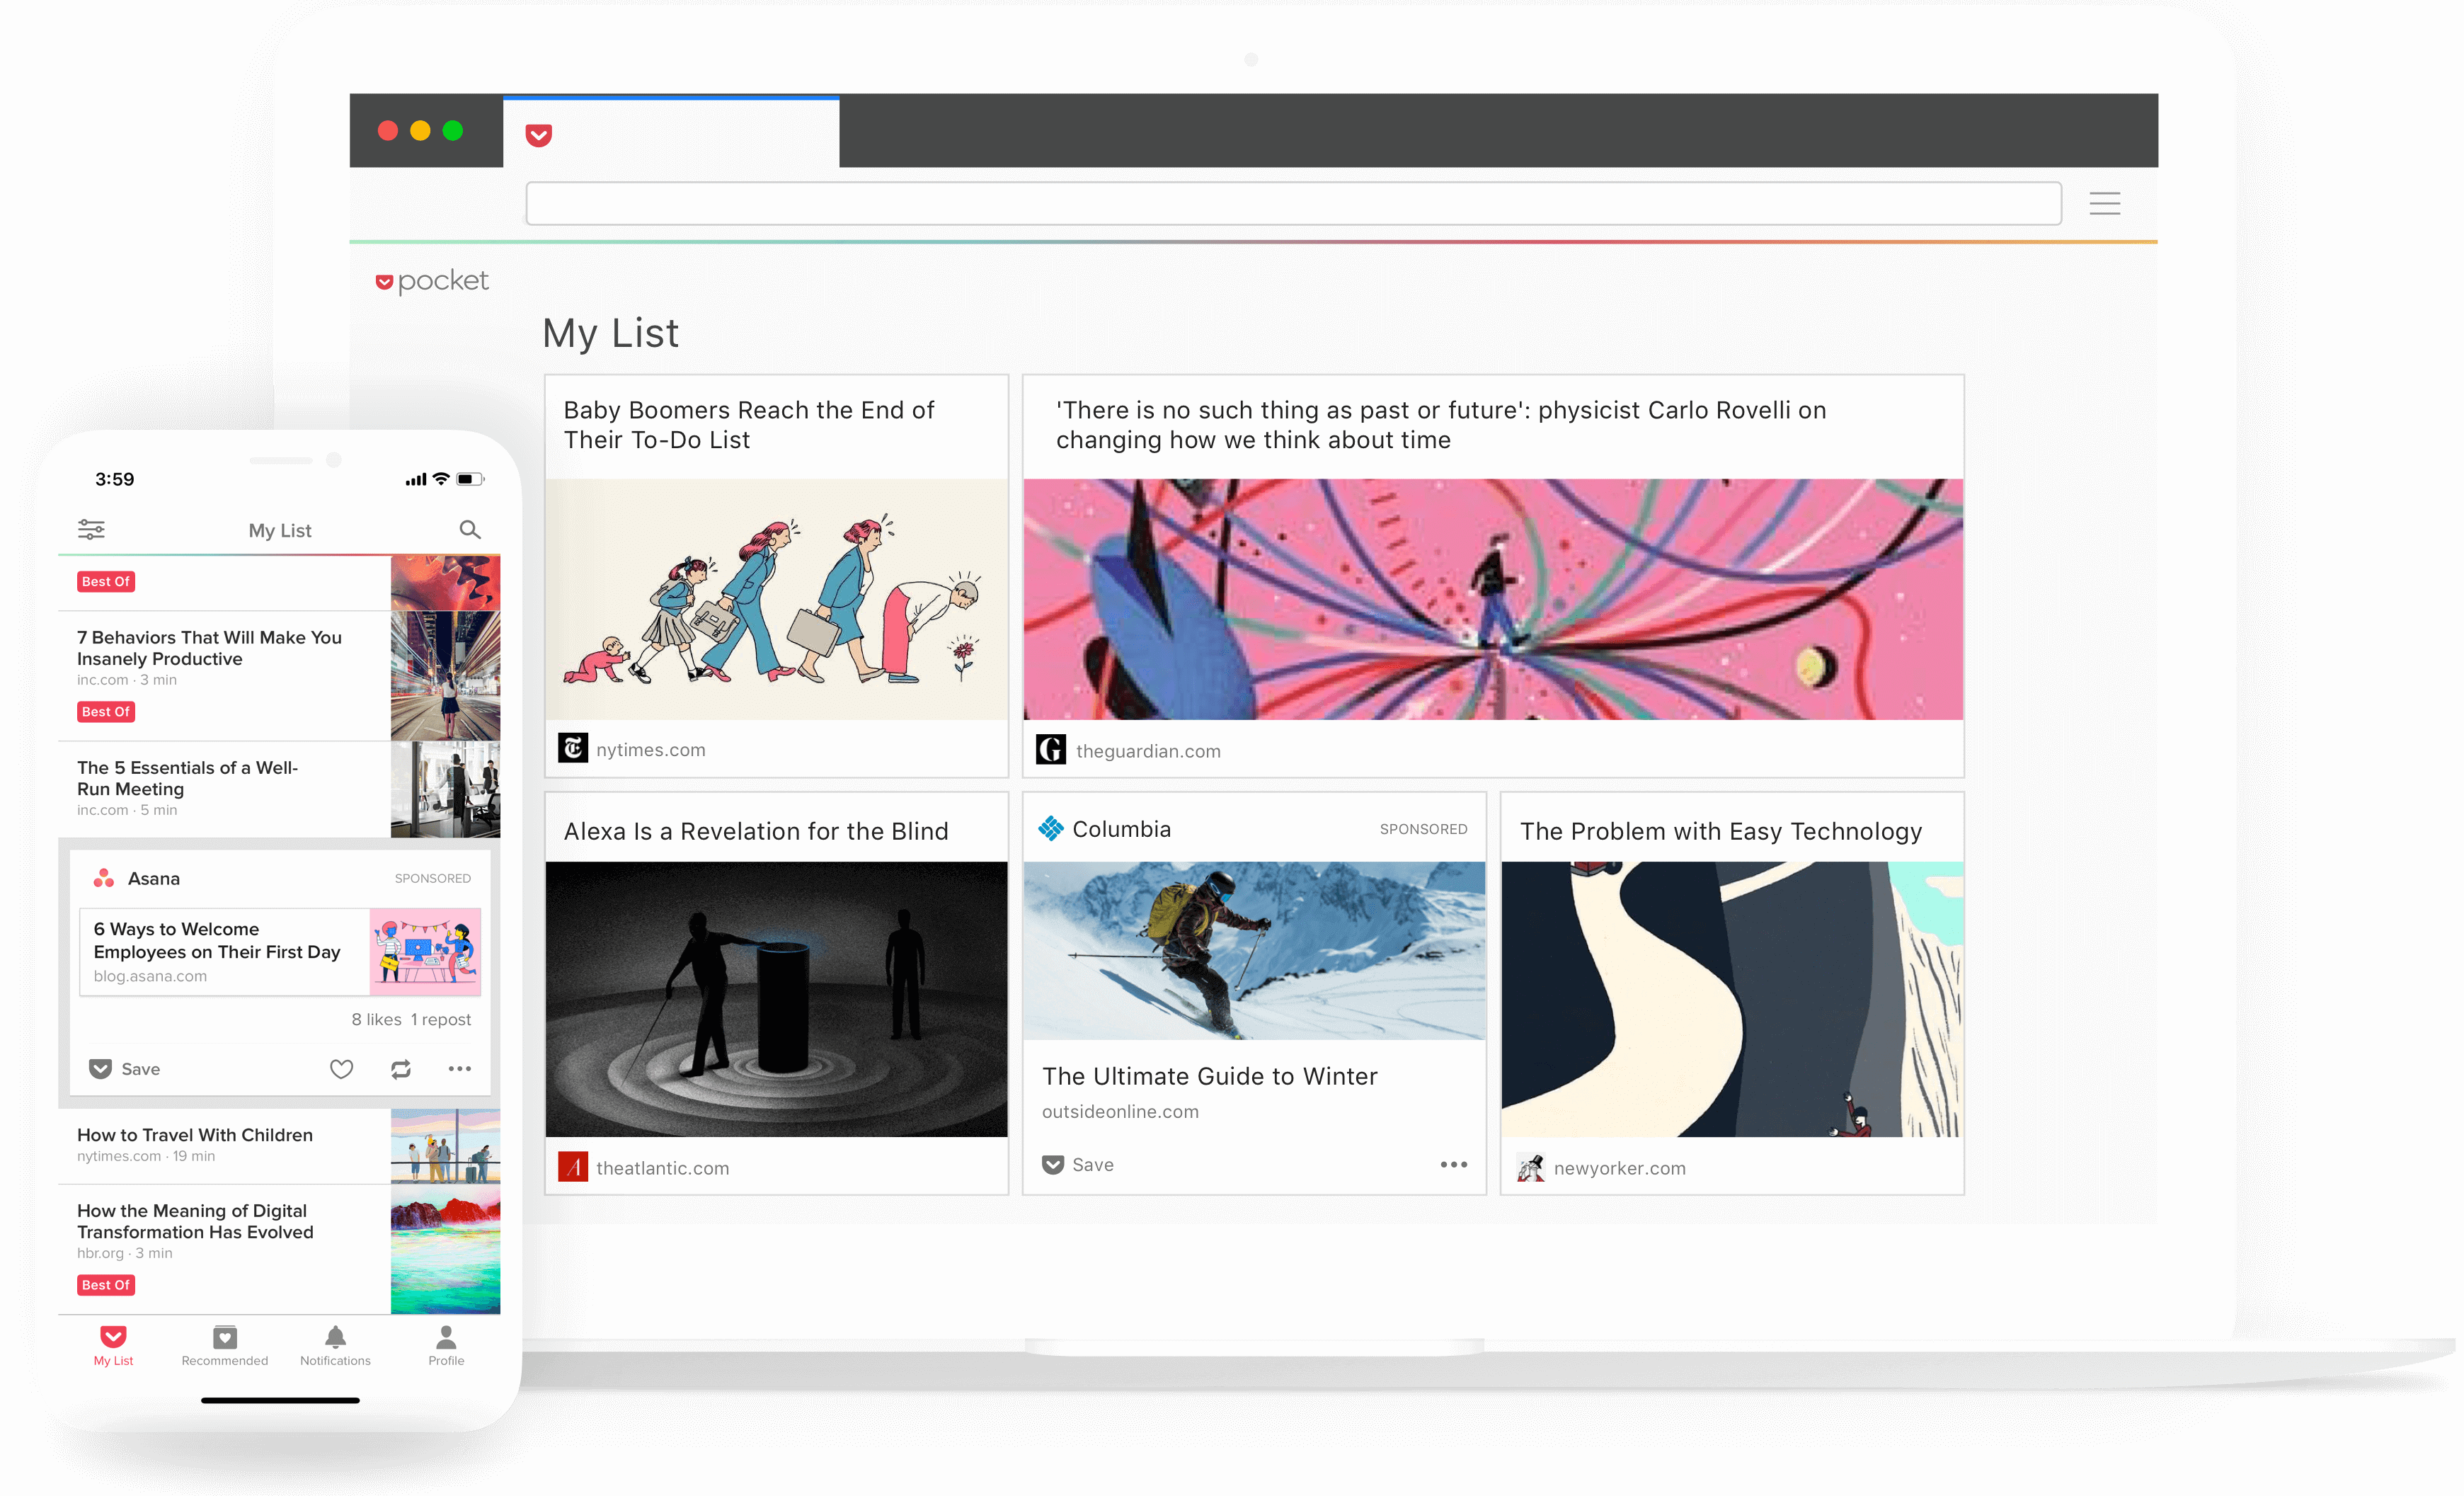 pocket
My List
Baby Boomers Reach the End of
Their To-Do List
nytimes.com
'There is no such thing as past or future': physicist Carlo Rovelli on
changing how we think about time
theguardian.com
Alexa Is a Revelation for the Blind
theatlantic.com
Columbia
SPONSORED
The Ultimate Guide to Winter
outsideonline.com
Save
The Problem with Easy Technology
newyorker.com
3:59
My List
Best Of
7 Behaviors That Will Make You
Insanely Productive
inc.com · 3 min
Best Of
The 5 Essentials of a Well-
Run Meeting
inc.com · 5 min
Asana
SPONSORED
6 Ways to Welcome
Employees on Their First Day
blog.asana.com
8 likes 1 repost
Save
How to Travel With Children
nytimes.com · 19 min
How the Meaning of Digital
Transformation Has Evolved
hbr.org · 3 min
Best Of
My List
Recommended
Notifications
Profile